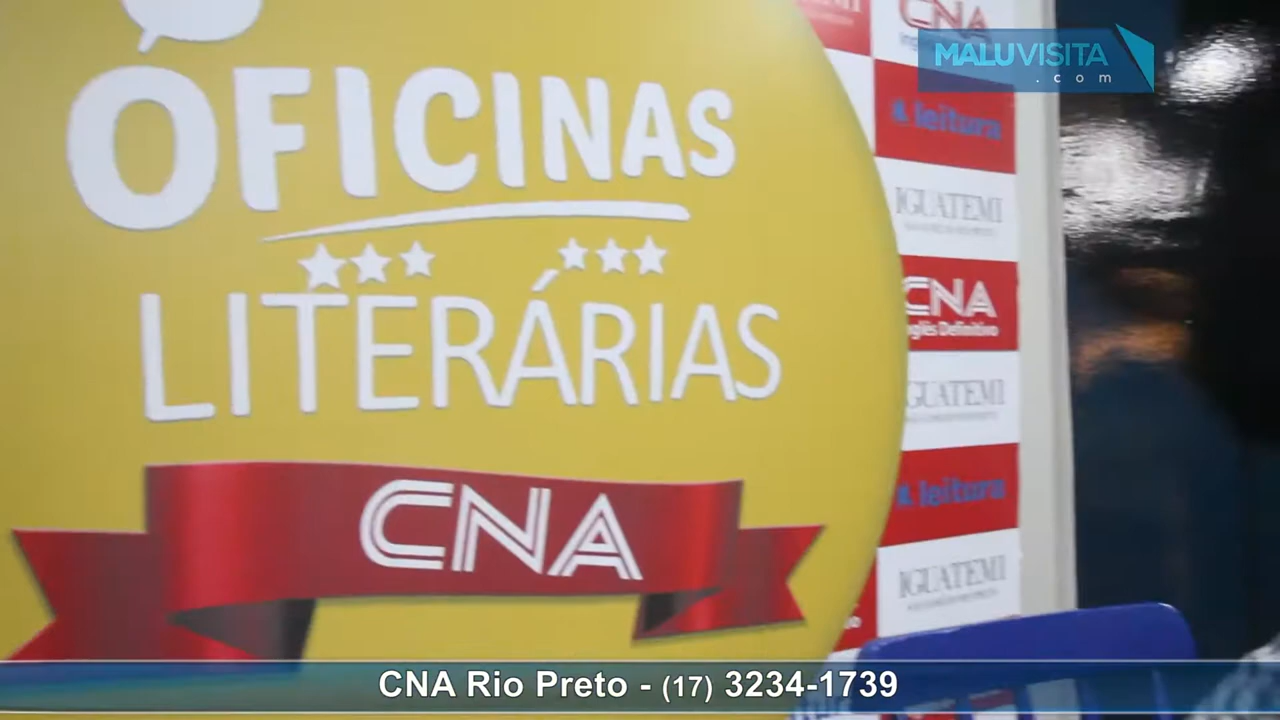 OFICINAS
LITERÁRIAS
CNA
CNA
MALUVISITA
.com
leitura
IGUATEMI
CNA
Inglês Definitivo
IGUATEMI
leitura
IGUATEMI
CNA Rio Preto - (17) 3234-1739